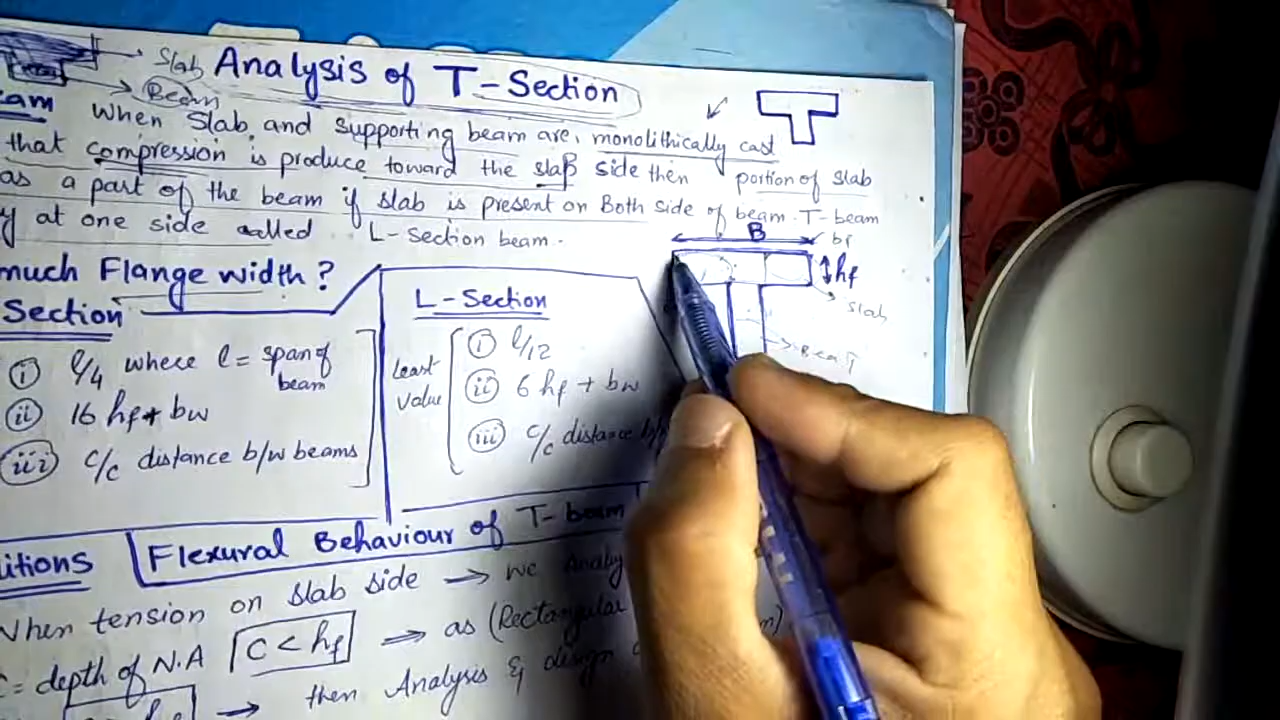 Slab
Analysis of T-Section
Beam
eam When Slab and supporting beam are, monolithically cast
that compression is produce toward the slab side then portion of slab
as a part of the beam if slab is present on Both side of beam. T-beam
y at one side called L-Section beam.
B
bf
hf
slab
much Flange width?
Section
L-Section
i l/4 where l = span of
beam
ii 16 hf + bw
iii c/c distance b/w beams
Least
value
i l/12
ii 6 hf + bw
iii c/c distance
itions
Flexural Behaviour of T-beam
When tension on slab side → we Analy
c = depth of N.A c < hf ⇒ as (Rectangular
→ then Analysis & design